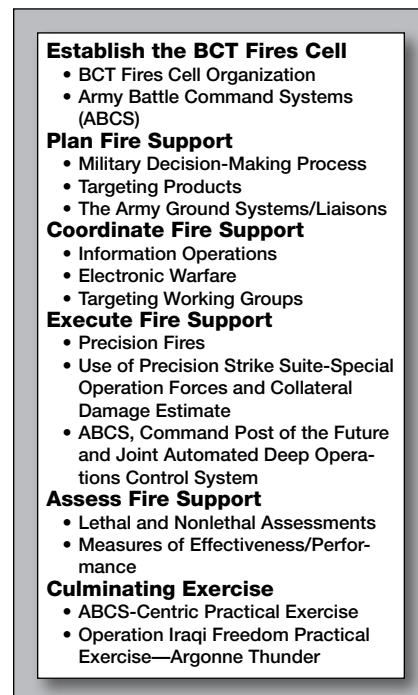 Establish the BCT Fires Cell
• BCT Fires Cell Organization
• Army Battle Command Systems
(ABCS)
Plan Fire Support
• Military Decision-Making Process
• Targeting Products
• The Army Ground Systems/Liaisons
Coordinate Fire Support
• Information Operations
• Electronic Warfare
• Targeting Working Groups
Execute Fire Support
• Precision Fires
• Use of Precision Strike Suite-Special
Operation Forces and Collateral
Damage Estimate
• ABCS, Command Post of the Future
and Joint Automated Deep Opera-
tions Control System
Assess Fire Support
• Lethal and Nonlethal Assessments
• Measures of Effectiveness/Perfor-
mance
Culminating Exercise
• ABCS-Centric Practical Exercise
• Operation Iraqi Freedom Practical
Exercise—Argonne Thunder